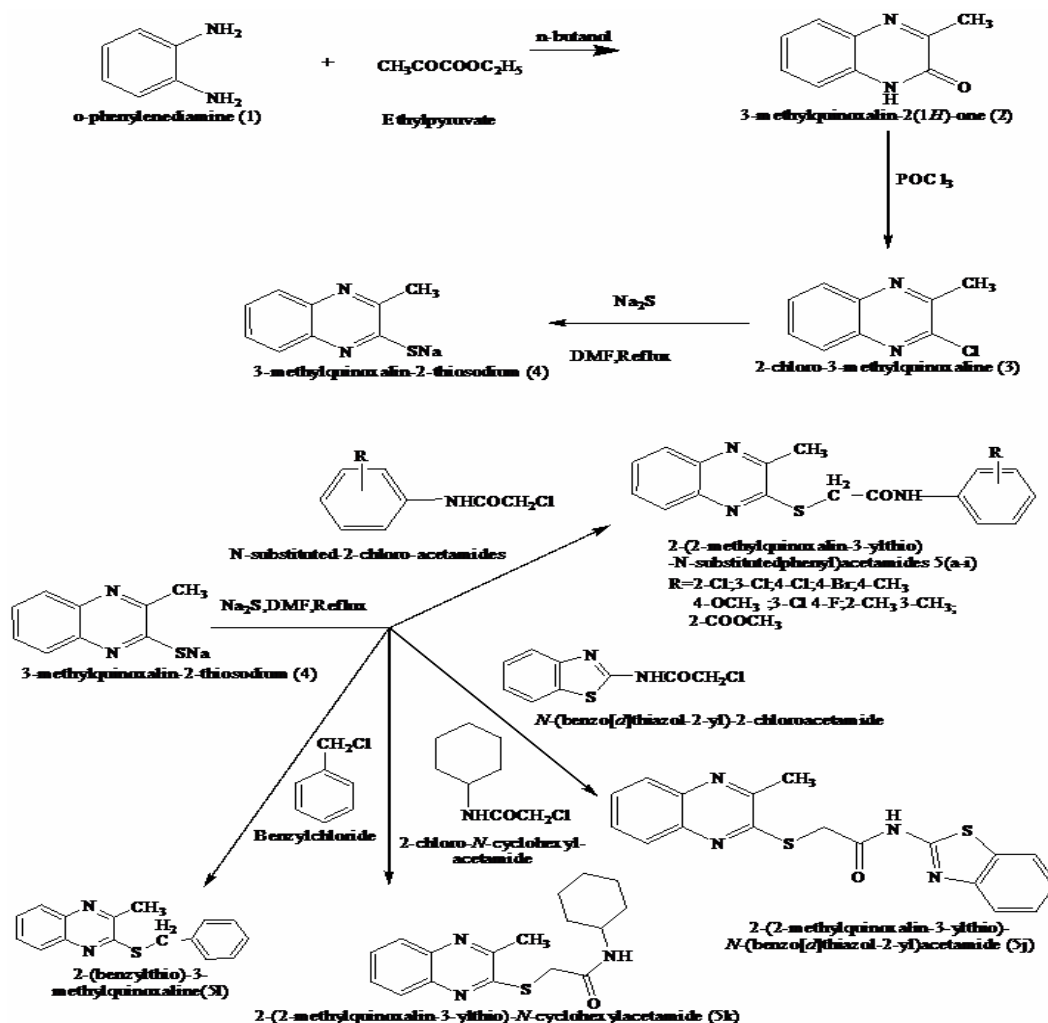 NH2
NH2
o-phenylenediamine (1)
+
CH3COCOOC2H5
Ethylpyruvate
n-butanol
N
CH3
N
H
O
3-methylquinoxalin-2(1H)-one (2)
POCl3
N
CH3
N
Cl
2-chloro-3-methylquinoxaline (3)
Na2S
DMF,Reflux
N
CH3
N
SNa
3-methylquinoxalin-2-thiosodium (4)
R
NHCOCH2Cl
N-substituted-2-chloro-acetamides
N
CH3
N
S
H2
C
CONH
R
2-(2-methylquinoxalin-3-ylthio)
-N-substitutedphenyl)acetamides 5(a-i)
R=2-Cl;3-Cl;4-Cl;4-Br;4-CH3
4-OCH3 ;3-Cl 4-F;2-CH3 3-CH3;
2-COOCH3
N
CH3
N
SNa
3-methylquinoxalin-2-thiosodium (4)
Na2S,DMF,Reflux
N
S
NHCOCH2Cl
N-(benzo[d]thiazol-2-yl)-2-chloroacetamide
CH2Cl
Benzylchloride
NHCOCH2Cl
2-chloro-N-cyclohexyl-
acetamide
N
CH3
N
S
O
H
N
S
N
2-(2-methylquinoxalin-3-ylthio)-
N-(benzo[d]thiazol-2-yl)acetamide (5j)
N
CH3
N
S
H2
C
2-(benzylthio)-3-
methylquinoxaline(5l)
N
CH3
N
S
O
N
H
2-(2-methylquinoxalin-3-ylthio)-N-cyclohexylacetamide (5k)